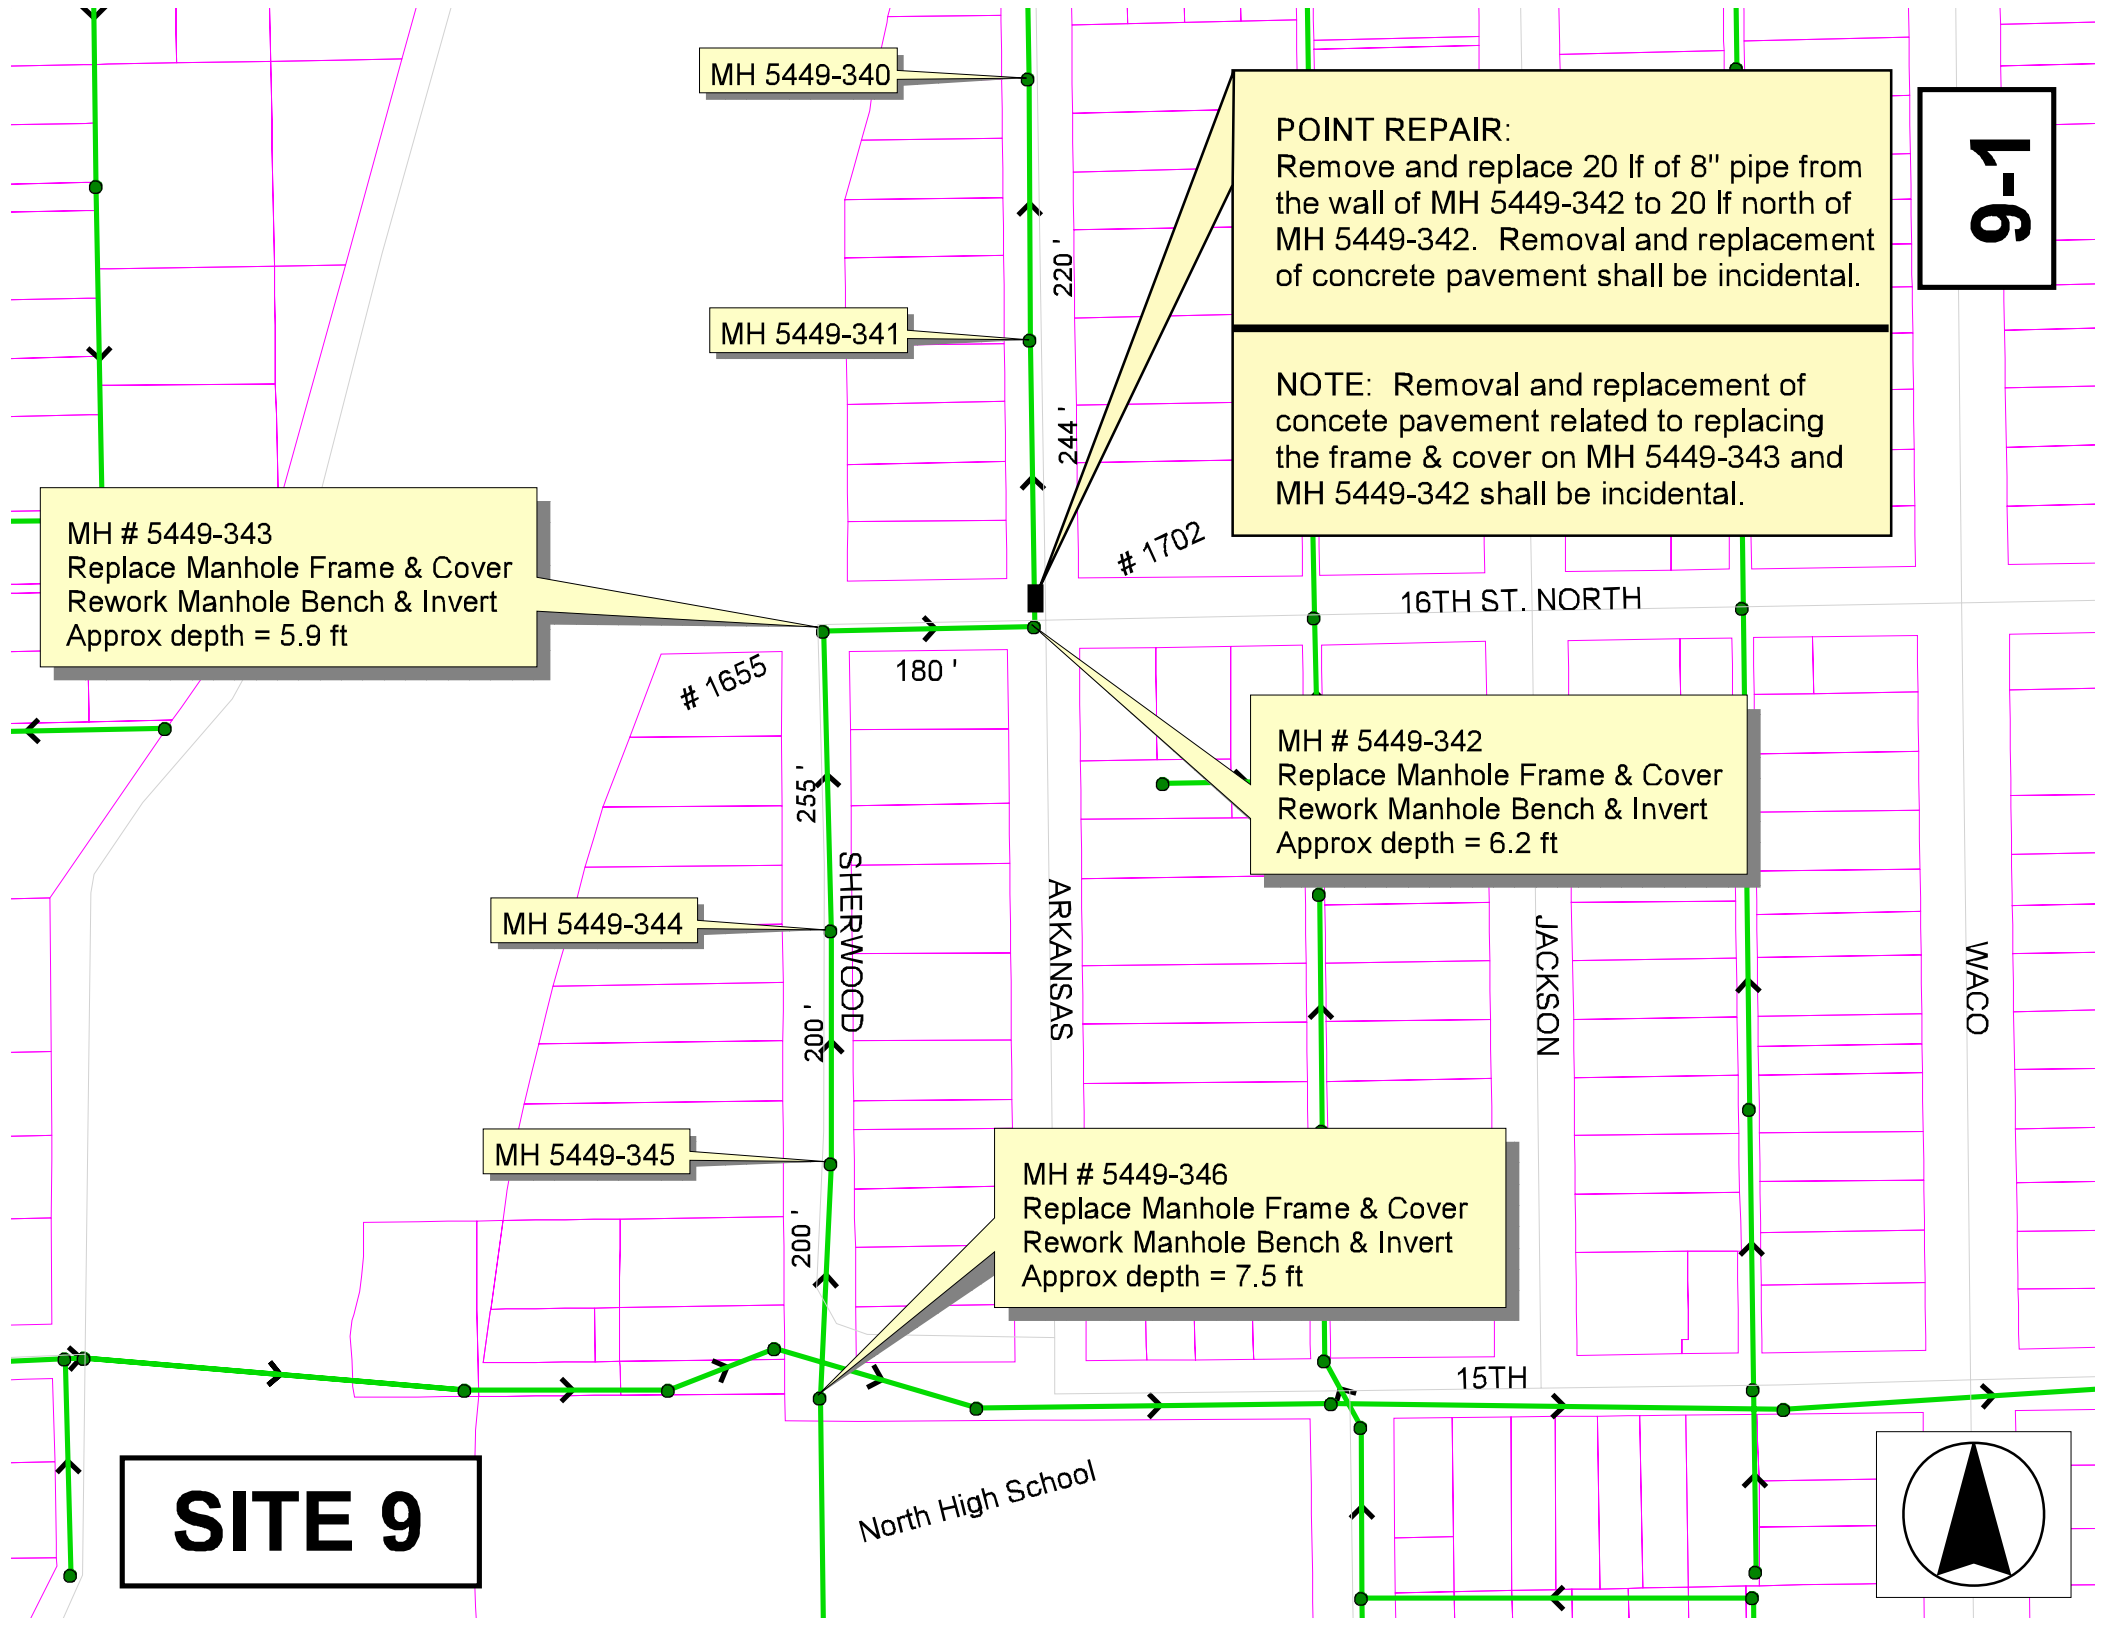 MH 5449-340
POINT REPAIR:
Remove and replace 20 lf of 8" pipe from
the wall of MH 5449-342 to 20 lf north of
MH 5449-342.  Removal and replacement
of concrete pavement shall be incidental.
9-1
220 '
MH 5449-341
NOTE:  Removal and replacement of
concete pavement related to replacing
the frame & cover on MH 5449-343 and
MH 5449-342 shall be incidental.
244 '
MH # 5449-343
Replace Manhole Frame & Cover
Rework Manhole Bench & Invert
Approx depth = 5.9 ft
# 1702
16TH ST. NORTH
# 1655
180 '
MH # 5449-342
Replace Manhole Frame & Cover
Rework Manhole Bench & Invert
Approx depth = 6.2 ft
255 '
SHERWOOD
ARKANSAS
JACKSON
WACO
MH 5449-344
200 '
MH 5449-345
MH # 5449-346
Replace Manhole Frame & Cover
Rework Manhole Bench & Invert
Approx depth = 7.5 ft
200 '
15TH
North High School
SITE 9